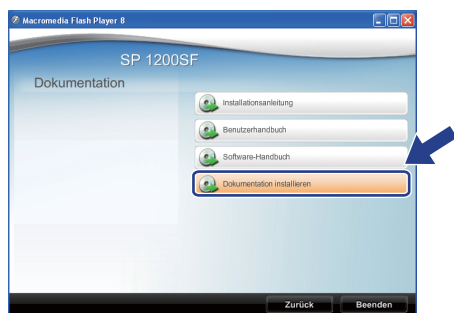 Macromedia Flash Player 8
SP 1200SF
Dokumentation
Installationsanleitung
Benutzerhandbuch
Software-Handbuch
Dokumentation installieren
Zurück
Beenden